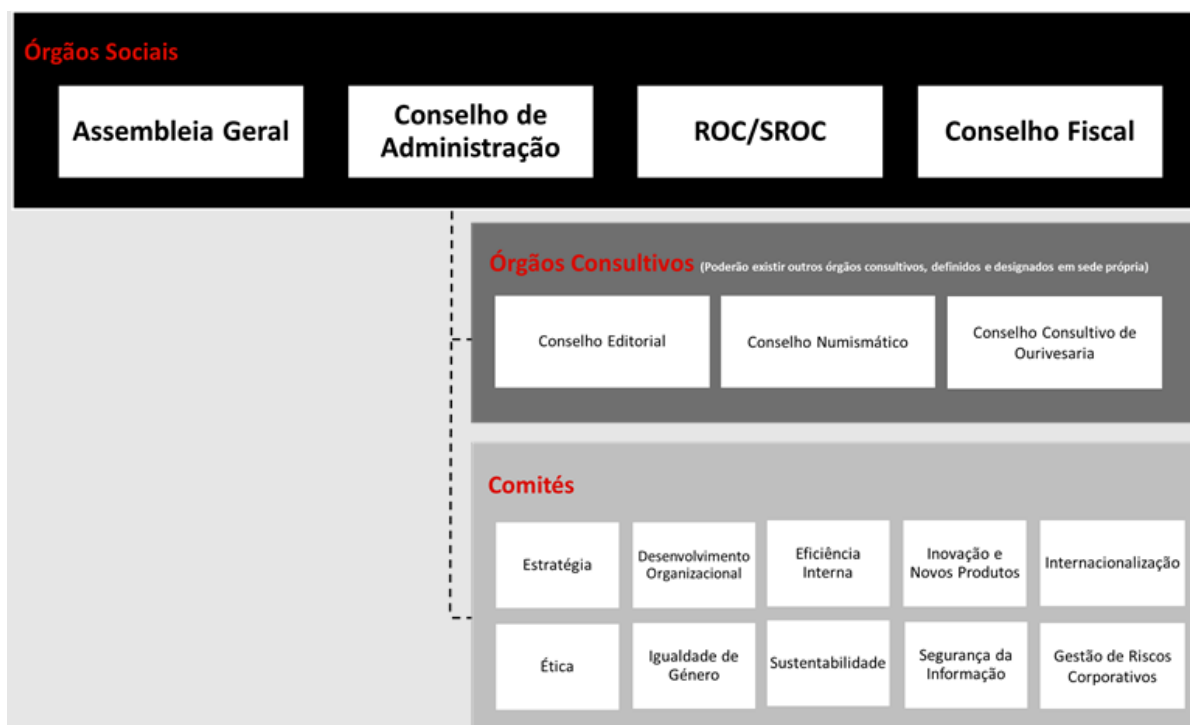 Órgãos Sociais
Assembleia Geral
Conselho de
Administração
ROC/SROC
Conselho Fiscal
Órgãos Consultivos (Poderão existir outros órgãos consultivos, definidos e designados em sede própria)
Conselho Editorial
Conselho Numismático
Conselho Consultivo de
Ourivesaria
Comités
Estratégia
Desenvolvimento
Organizacional
Eficiência
Interna
Inovação e
Novos Produtos
Internacionalização
Ética
Igualdade de
Género
Sustentabilidade
Segurança da
Informação
Gestão de Riscos
Corporativos